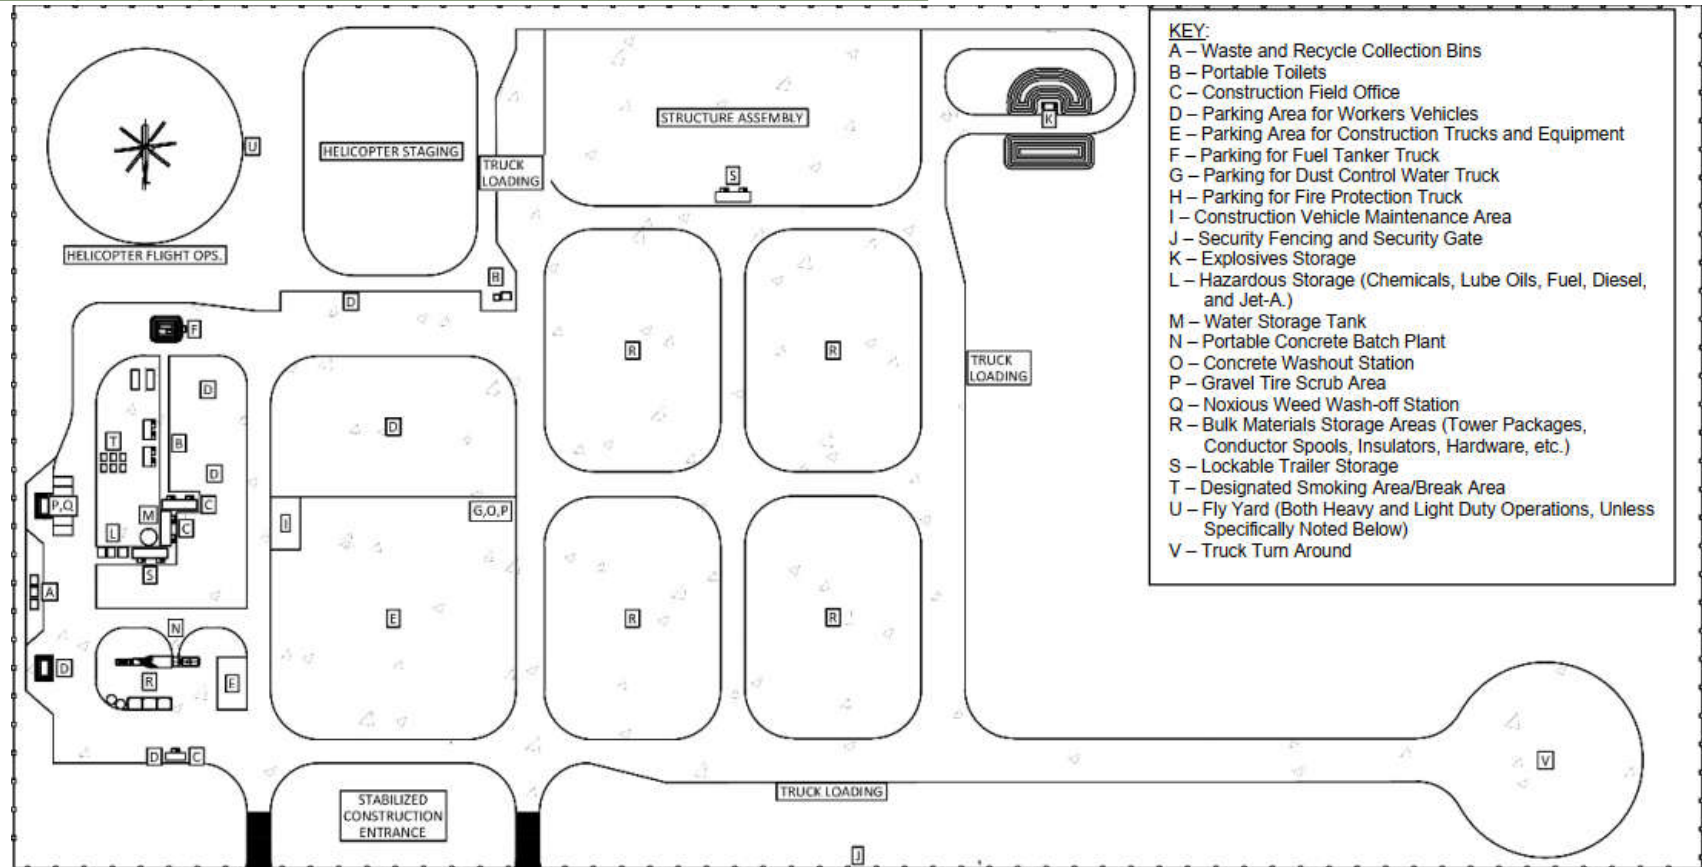 KEY:
A – Waste and Recycle Collection Bins
B – Portable Toilets
C – Construction Field Office
D – Parking Area for Workers Vehicles
E – Parking Area for Construction Trucks and Equipment
F – Parking for Fuel Tanker Truck
G – Parking for Dust Control Water Truck
H – Parking for Fire Protection Truck
I – Construction Vehicle Maintenance Area
J – Security Fencing and Security Gate
K – Explosives Storage
L – Hazardous Storage (Chemicals, Lube Oils, Fuel, Diesel,
and Jet-A.)
M – Water Storage Tank
N – Portable Concrete Batch Plant
O – Concrete Washout Station
P – Gravel Tire Scrub Area
Q – Noxious Weed Wash-off Station
R – Bulk Materials Storage Areas (Tower Packages,
Conductor Spools, Insulators, Hardware, etc.)
S – Lockable Trailer Storage
T – Designated Smoking Area/Break Area
U – Fly Yard (Both Heavy and Light Duty Operations, Unless
Specifically Noted Below)
V – Truck Turn Around
STRUCTURE ASSEMBLY
K
U
HELICOPTER STAGING
TRUCK
LOADING
S
HELICOPTER FLIGHT OPS.
B
D
F
R
R
TRUCK
LOADING
D
D
T
B
D
P,Q
C
M
G,O,P
I
C
L
S
A
N
E
R
R
D
R
E
D
C
V
TRUCK LOADING
STABILIZED
CONSTRUCTION
ENTRANCE
J